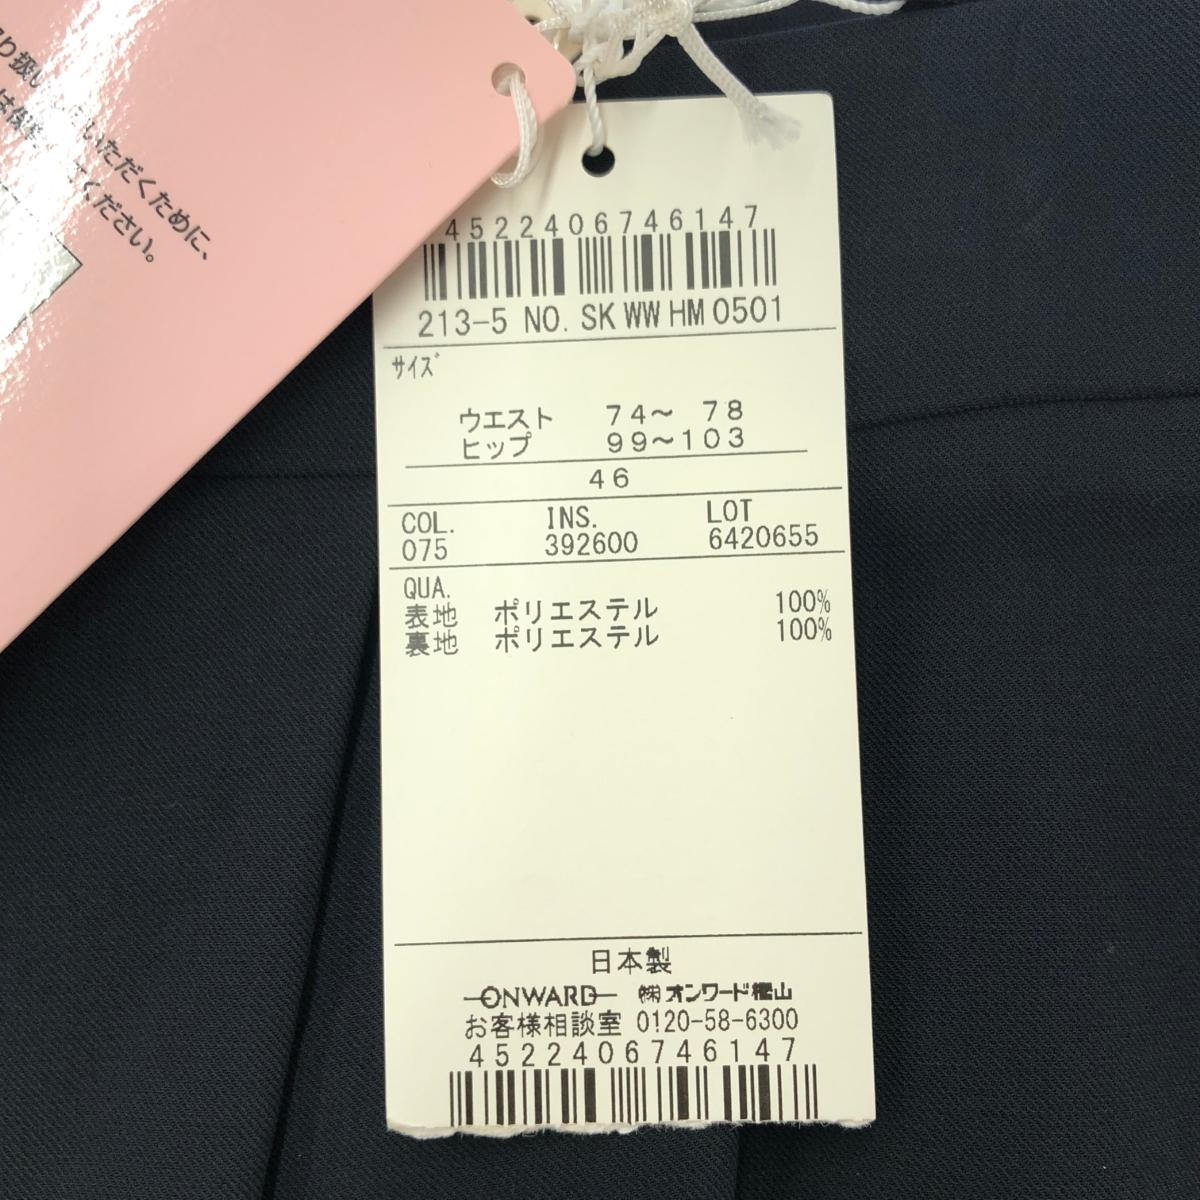 いただくために、
ください。
4522406746147
213-5 NO. SK WW HM 0501
サイズ
ウエスト 74～ 78
ヒップ 99～103
46
COL. INS. LOT
075 392600 6420655
QUA.
表地 ポリエステル 100%
裏地 ポリエステル 100%
日本製
ONWARD ㈱オンワード樫山
お客様相談室 0120-58-6300
4522406746147